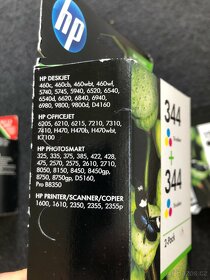 hp
HP DESKJET
460c, 460cb, 460wbt, 460wf,
5740, 5745, 5940, 6520, 6540,
6540d, 6620, 6840, 6940,
6980, 9800, 9800d, D4160
HP OFFICEJET
6205, 6210, 6215, 7210, 7310,
7410, H470, H470b, H470wbt,
K7100
HP PHOTOSMART
325, 335, 375, 385, 422, 428,
475, 2570, 2575, 2610, 2710,
8050, 8150, 8450, 8450gp,
8750, 8750gp, D5160,
Pro B8350
HP PRINTER/SCANNER/COPIER
1600, 1610, 2350, 2355, 2355p
344
+
344
2-Pack